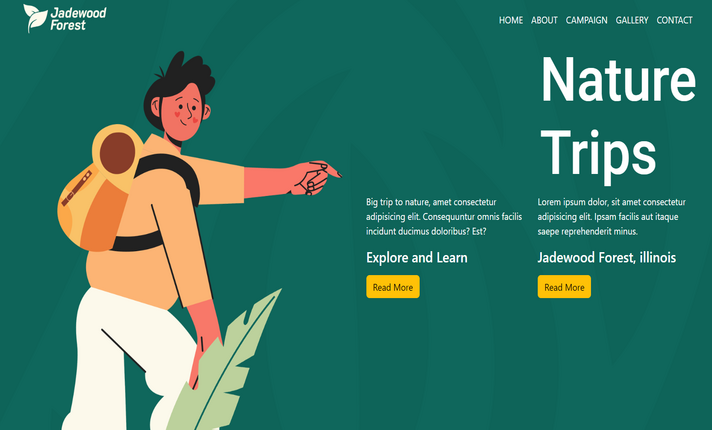 Jadewood
Forest
HOME ABOUT CAMPAIGN GALLERY CONTACT
Nature
Trips
Big trip to nature, amet consectetur
adipisicing elit. Consequuntur omnis facilis
incidunt ducimus doloribus? Est?
Explore and Learn
Read More
Lorem ipsum dolor, sit amet consectetur
adipisicing elit. Ipsam facilis aut itaque
saepe reprehenderit minus.
Jadewood Forest, illinois
Read More